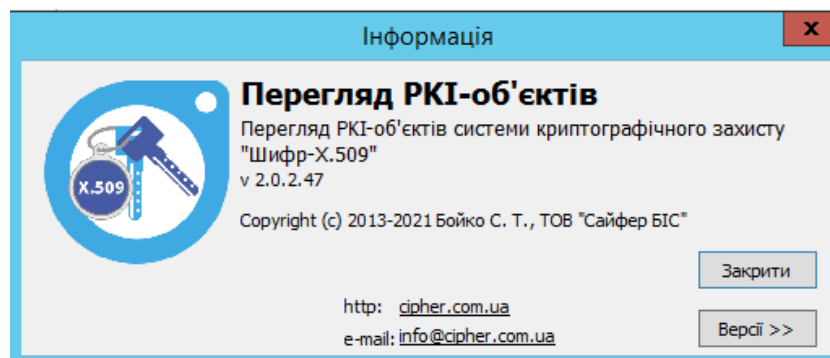 Інформація
x
Перегляд PKI-об'єктів
Перегляд PKI-об'єктів системи криптографічного захисту
"Шифр-X.509"
v 2.0.2.47
X.509
Copyright (c) 2013-2021 Бойко С. Т., ТОВ "Сайфер БІС"
Закрити
http: cipher.com.ua
e-mail: info@cipher.com.ua
Версії >>